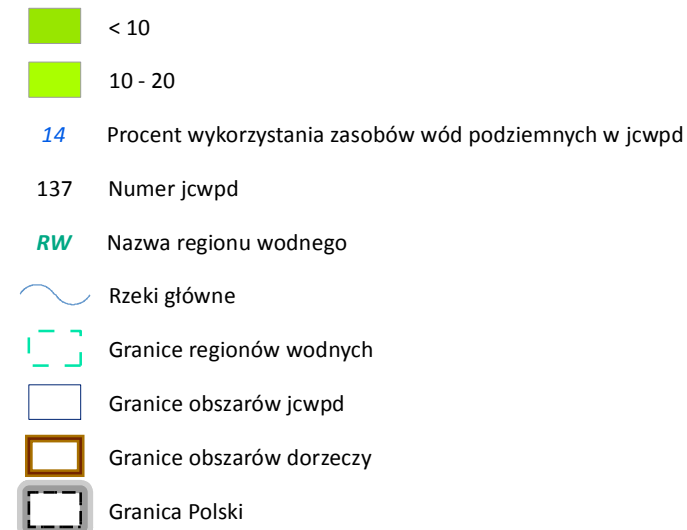 < 10
10 - 20
14 Procent wykorzystania zasobów wód podziemnych w jcwpd
137 Numer jcwpd
RW Nazwa regionu wodnego
Rzeki główne
Granice regionów wodnych
Granice obszarów jcwpd
Granice obszarów dorzeczy
Granica Polski